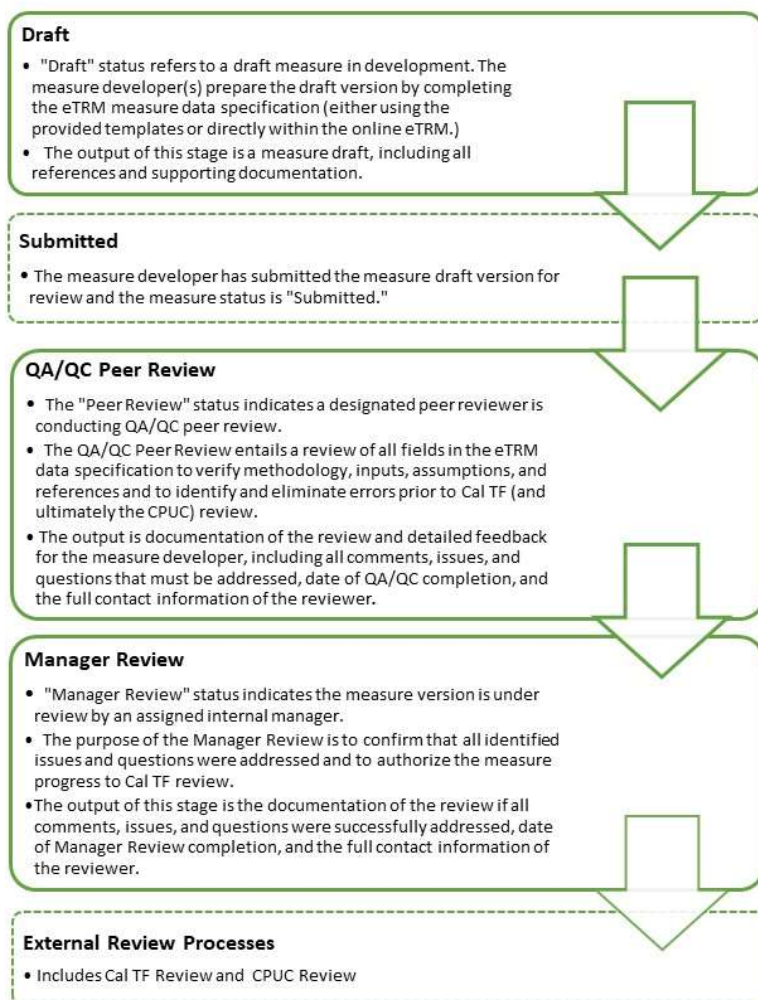 Draft
• "Draft" status refers to a draft measure in development. The
measure developer(s) prepare the draft version by completing
the eTRM measure data specification (either using the
provided templates or directly within the online eTRM.)
• The output of this stage is a measure draft, including all
references and supporting documentation.
Submitted
• The measure developer has submitted the measure draft version for
review and the measure status is "Submitted."
QA/QC Peer Review
• The "Peer Review" status indicates a designated peer reviewer is
conducting QA/QC peer review.
• The QA/QC Peer Review entails a review of all fields in the eTRM
data specification to verify methodology, inputs, assumptions, and
references and to identify and eliminate errors prior to Cal TF (and
ultimately the CPUC) review.
• The output is documentation of the review and detailed feedback
for the measure developer, including all comments, issues, and
questions that must be addressed, date of QA/QC completion, and
the full contact information of the reviewer.
Manager Review
• "Manager Review" status indicates the measure version is under
review by an assigned internal manager.
• The purpose of the Manager Review is to confirm that all identified
issues and questions were addressed and to authorize the measure
progress to Cal TF review.
• The output of this stage is the documentation of the review if all
comments, issues, and questions were successfully addressed, date
of Manager Review completion, and the full contact information of
the reviewer.
External Review Processes
• Includes Cal TF Review and CPUC Review